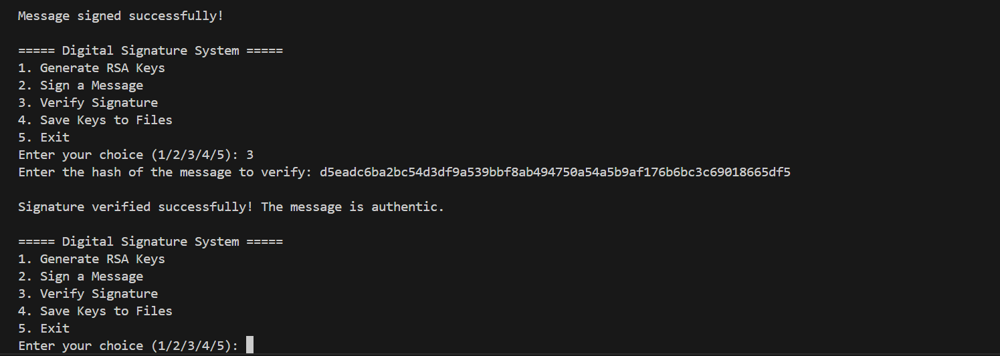 Message signed successfully!
===== Digital Signature System =====
1. Generate RSA Keys
2. Sign a Message
3. Verify Signature
4. Save Keys to Files
5. Exit
Enter your choice (1/2/3/4/5): 3
Enter the hash of the message to verify: d5eadc6ba2bc54d3df9a539bbf8ab494750a54a5b9af176b6bc3c69018665df5
Signature verified successfully! The message is authentic.
===== Digital Signature System =====
1. Generate RSA Keys
2. Sign a Message
3. Verify Signature
4. Save Keys to Files
5. Exit
Enter your choice (1/2/3/4/5):